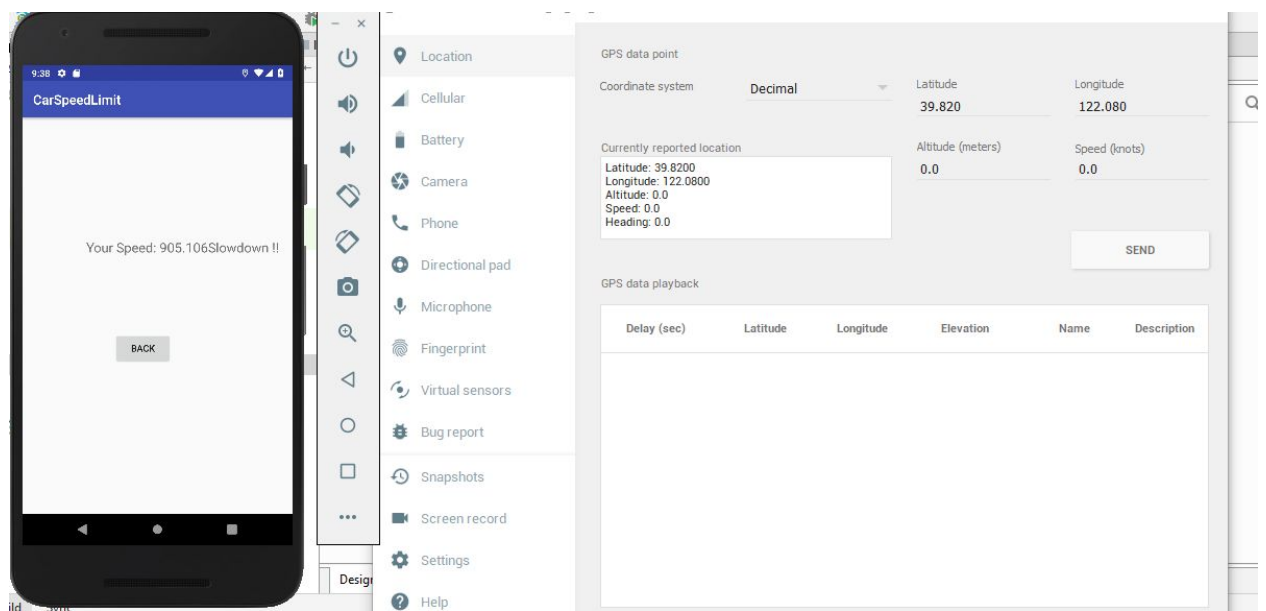 9:38
CarSpeedLimit
Your Speed: 905.106Slowdown !!
BACK
Location
Cellular
Battery
Camera
Phone
Directional pad
Microphone
Fingerprint
Virtual sensors
Bug report
Snapshots
Screen record
Settings
Help
GPS data point
Coordinate system
Decimal
Latitude
39.820
Longitude
122.080
Currently reported location
Latitude: 39.8200
Longitude: 122.0800
Altitude: 0.0
Speed: 0.0
Heading: 0.0
Altitude (meters)
0.0
Speed (knots)
0.0
SEND
GPS data playback
Delay (sec) Latitude Longitude Elevation Name Description